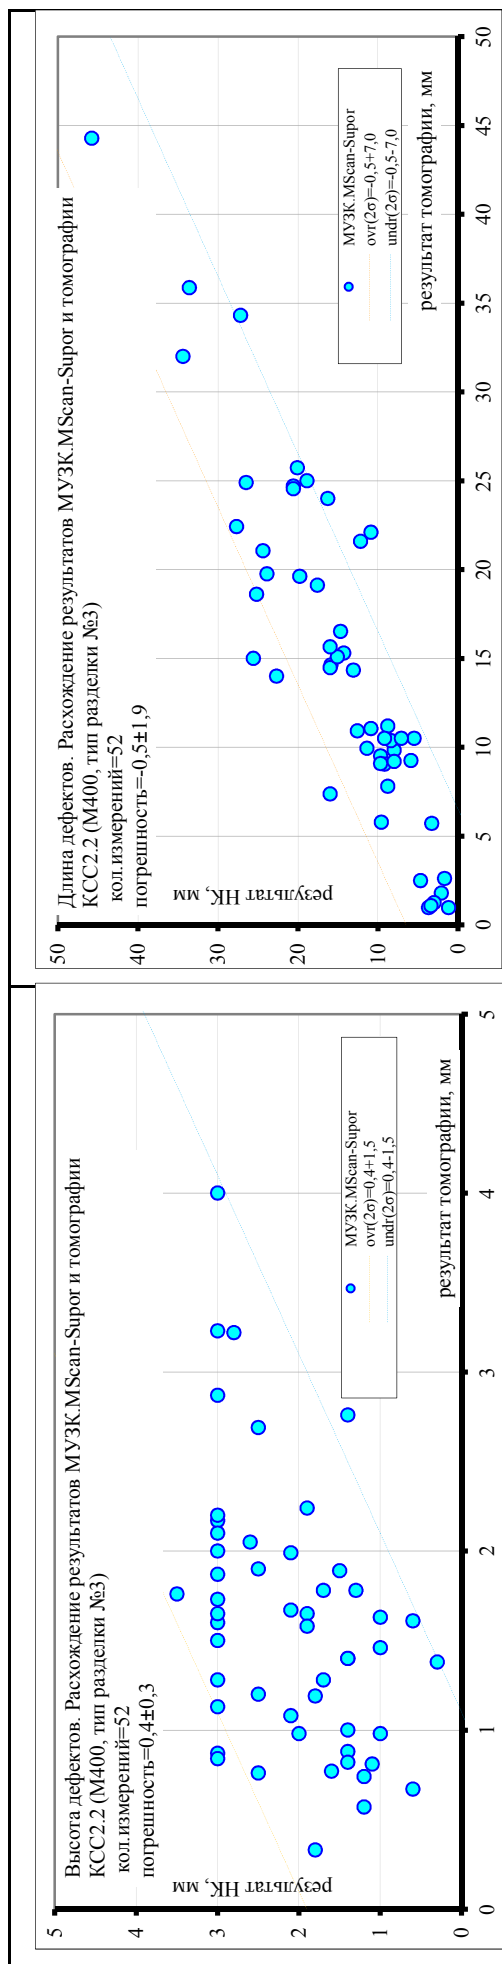 Высота дефектов. Расхождение результатов МУЗК.MScan-Supor и томографии
КСС2.2 (М400, тип разделки №3)
кол.измерений=52
погрешность=0,4±0,3
5
4
3
2
1
0
результат НК, мм
МУЗК.MScan-Supor
ovr(2σ)=0,4+1,5
undr(2σ)=0,4-1,5
результат томографии, мм
0
1
2
3
4
5
Длина дефектов. Расхождение результатов МУЗК.MScan-Supor и томографии
КСС2.2 (М400, тип разделки №3)
кол.измерений=52
погрешность=-0,5±1,9
50
40
30
20
10
0
результат НК, мм
МУЗК.MScan-Supor
ovr(2σ)=-0,5+7,0
undr(2σ)=-0,5-7,0
результат томографии, мм
0
5
10
15
20
25
30
35
40
45
50